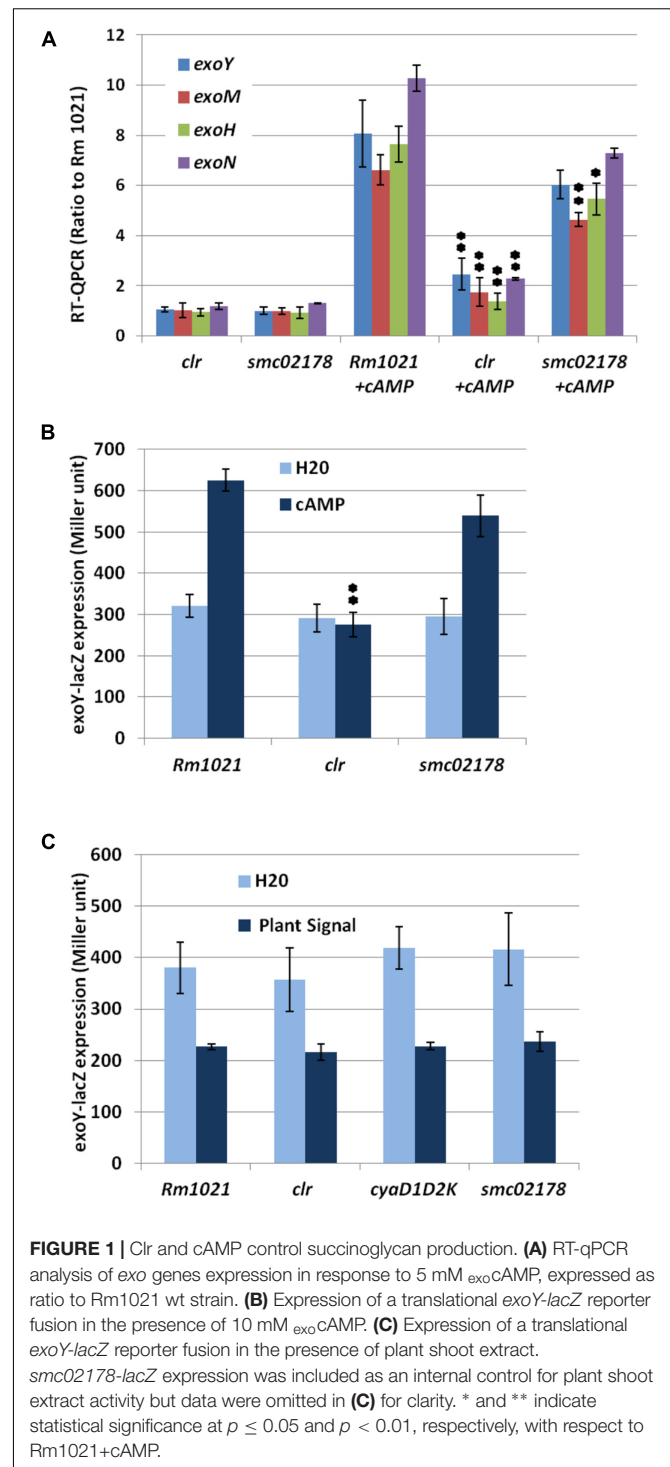 A
RT-QPCR (Ratio to Rm 1021)
12
10
8
6
4
2
0
exoY
exoM
exoH
exoN
clr
smc02178
Rm1021
+cAMP
clr
+cAMP
smc02178
+cAMP
B
exoY-lacZ expression (Miller unit)
700
600
500
400
300
200
100
0
H20
cAMP
Rm1021
clr
smc02178
C
exoY-lacZ expression (Miller unit)
600
500
400
300
200
100
0
H20
Plant Signal
Rm1021
clr
cyaD1D2K
smc02178
FIGURE 1 | Clr and cAMP control succinoglycan production. (A) RT-qPCR
analysis of exo genes expression in response to 5 mM exocAMP, expressed as
ratio to Rm1021 wt strain. (B) Expression of a translational exoY-lacZ reporter
fusion in the presence of 10 mM exocAMP. (C) Expression of a translational
exoY-lacZ reporter fusion in the presence of plant shoot extract.
smc02178-lacZ expression was included as an internal control for plant shoot
extract activity but data were omitted in (C) for clarity. * and ** indicate
statistical significance at p ≤ 0.05 and p < 0.01, respectively, with respect to
Rm1021+cAMP.